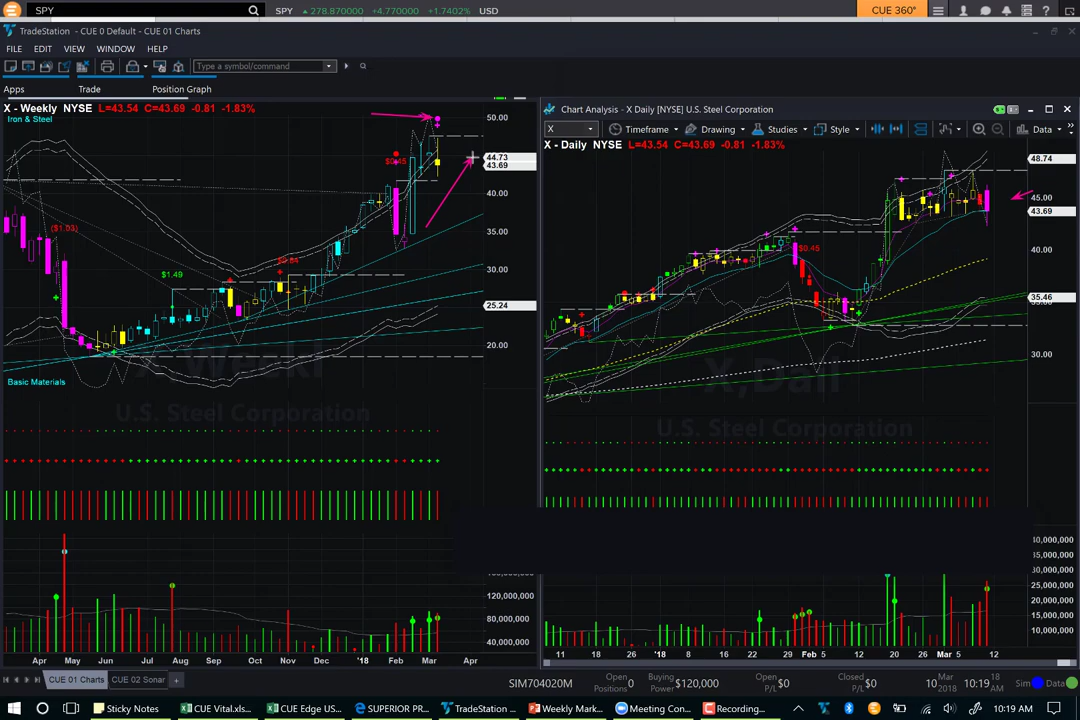 SPY
SPY 278.870000 +4.770000 +1.7402% USD
CUE 360°
TradeStation - CUE 0 Default - CUE 01 Charts
FILE EDIT VIEW WINDOW HELP
Type a symbol/command
Apps Trade Position Graph
X - Weekly NYSE L=43.54 C=43.69 -0.81 -1.83%
Iron & Steel
50.00
44.73
43.69
40.00
35.00
30.00
25.24
20.00
$0.45
($1.03)
$1.49
Basic Materials
U.S. Steel Corporation
120,000,000
80,000,000
40,000,000
Apr May Jun Jul Aug Sep Oct Nov Dec '18 Feb Mar Apr
Chart Analysis - X Daily [NYSE] U.S. Steel Corporation
X Timeframe Drawing Studies Style Data
X - Daily NYSE L=43.54 C=43.69 -0.81 -1.83%
48.74
45.00
43.69
40.00
35.46
30.00
$0.45
X,Dail
U.S. Steel Corporation
25,000,000
20,000,000
15,000,000
10,000,000
11 18 26 '18 8 16 22 29 Feb 5 12 20 26 Mar 5 12
CUE 01 Charts CUE 02 Sonar +
SIM704020M Open Positions: 0 Buying Power: $120,000 Open P/L: $0 Closed P/L: $0 10 Mar 2018 10:19 18 AM Sim Data
Sticky Notes CUE Vital.xls... CUE Edge US... SUPERIOR PR... TradeStation ... Weekly Mark... Meeting Con... Recording... 10:19 AM